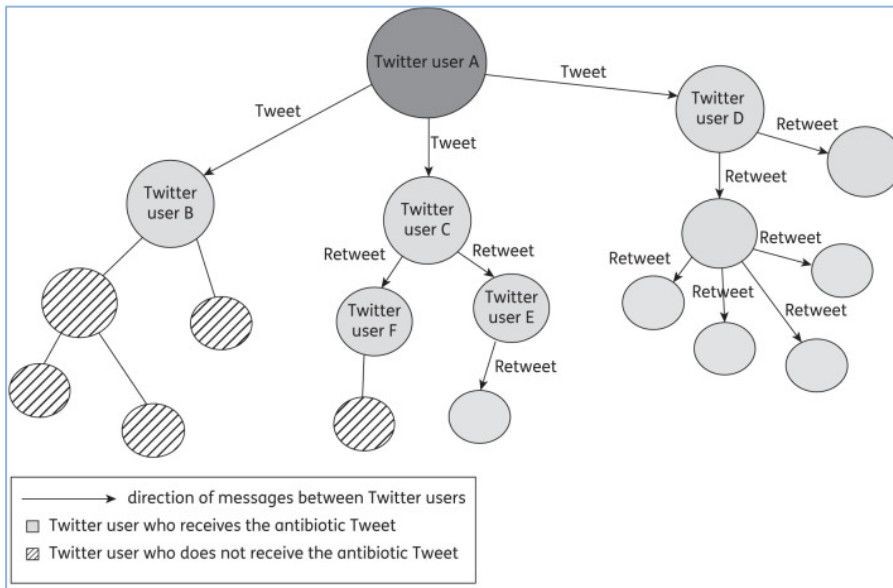 Twitter user A
Tweet
Tweet
Tweet
Twitter
user D
Retweet
Retweet
Twitter
user B
Twitter
user C
Retweet
Retweet
Retweet
Retweet
Retweet
Retweet
Twitter
user F
Twitter
user E
Retweet
direction of messages between Twitter users
Twitter user who receives the antibiotic Tweet
Twitter user who does not receive the antibiotic Tweet